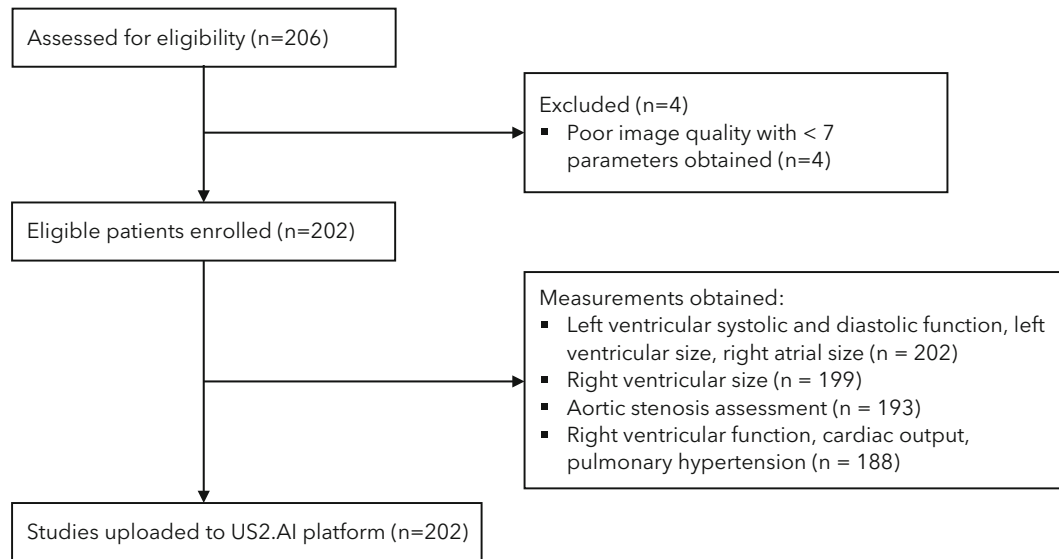 Assessed for eligibility (n=206)
Excluded (n=4)
▪ Poor image quality with < 7
parameters obtained (n=4)
Eligible patients enrolled (n=202)
Measurements obtained:
▪ Left ventricular systolic and diastolic function, left
ventricular size, right atrial size (n = 202)
▪ Right ventricular size (n = 199)
▪ Aortic stenosis assessment (n = 193)
▪ Right ventricular function, cardiac output,
pulmonary hypertension (n = 188)
Studies uploaded to US2.AI platform (n=202)